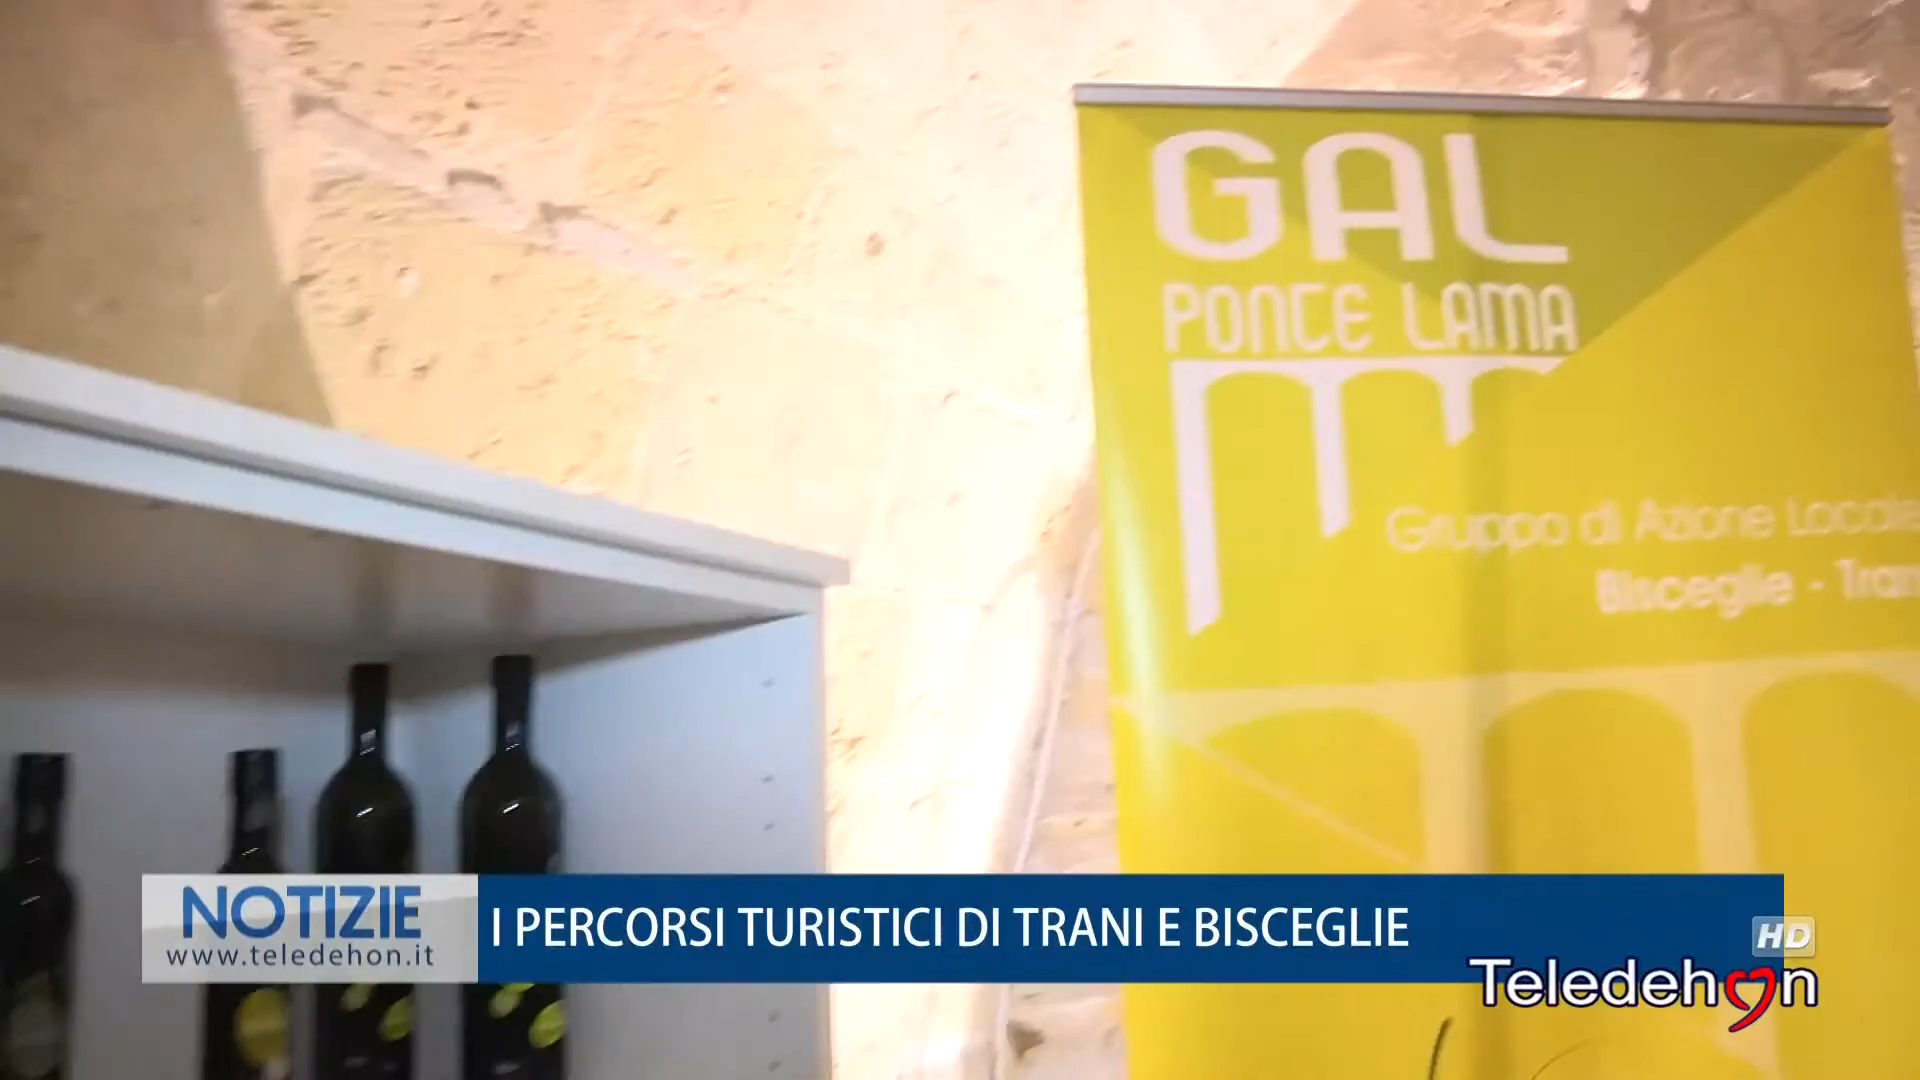 GAL
PONTE LAMA
Gruppo di Azione Locale
Bisceglie - Tran
NOTIZIE
www.teledehon.it
I PERCORSI TURISTICI DI TRANI E BISCEGLIE
HD
Teledehon